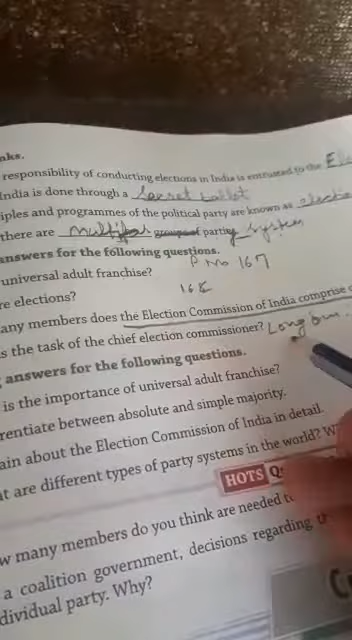 nks.
responsibility of conducting elections in India is entrusted to the
India is done through a Secret ballot
iples and programmes of the political party are known as
there are of party system
answers for the following questions.
universal adult franchise? P No 167
re elections? 168
any members does the Election Commission of India comprise
s the task of the chief election commissioner? Long
answers for the following questions.
is the importance of universal adult franchise?
rentiate between absolute and simple majority.
ain about the Election Commission of India in detail.
t are different types of party systems in the world?
HOTS
w many members do you think are needed
a coalition government, decisions regarding
dividual party. Why?